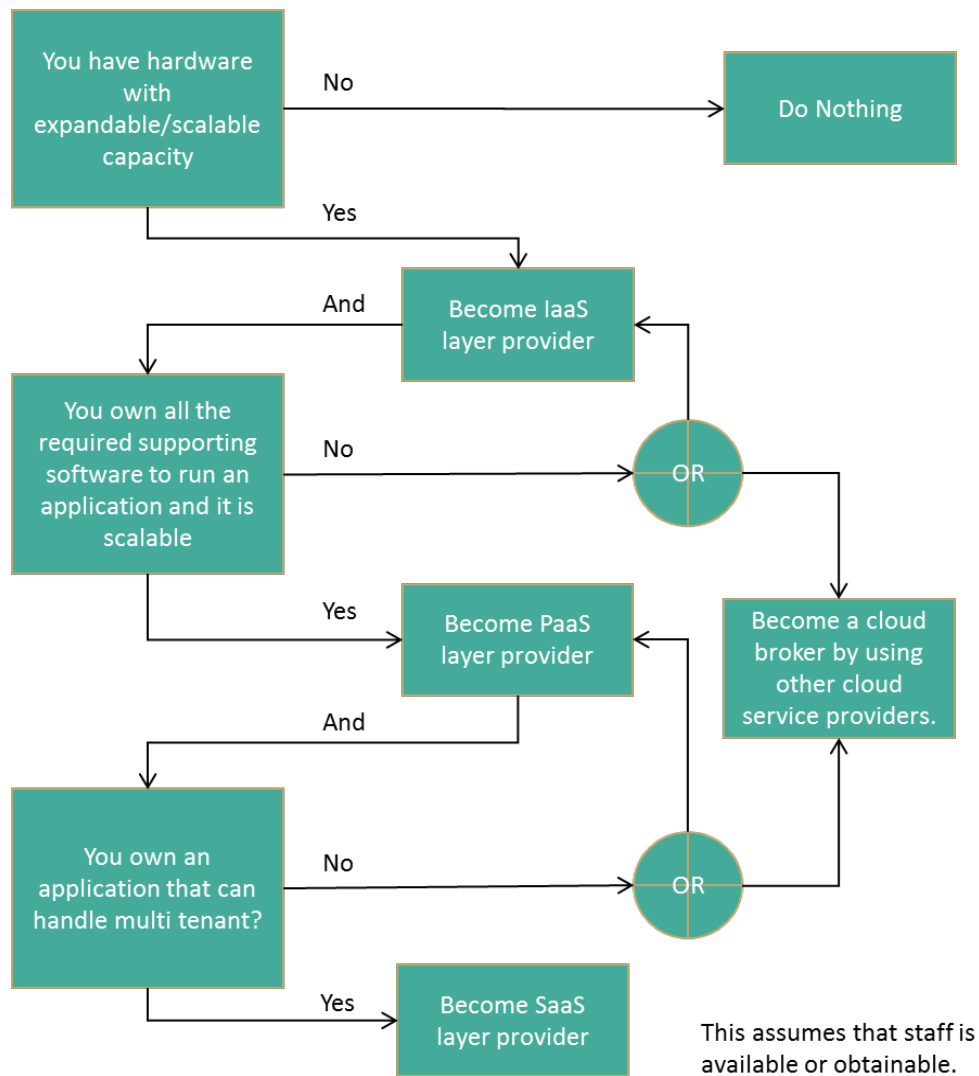 You have hardware
with
expandable/scalable
capacity
No
Do Nothing
Yes
Become IaaS
layer provider
And
You own all the
required supporting
software to run an
application and it is
scalable
No
OR
Yes
Become PaaS
layer provider
Become a cloud
broker by using
other cloud
service providers.
And
You own an
application that can
handle multi tenant?
No
OR
Yes
Become SaaS
layer provider
This assumes that staff is
available or obtainable.